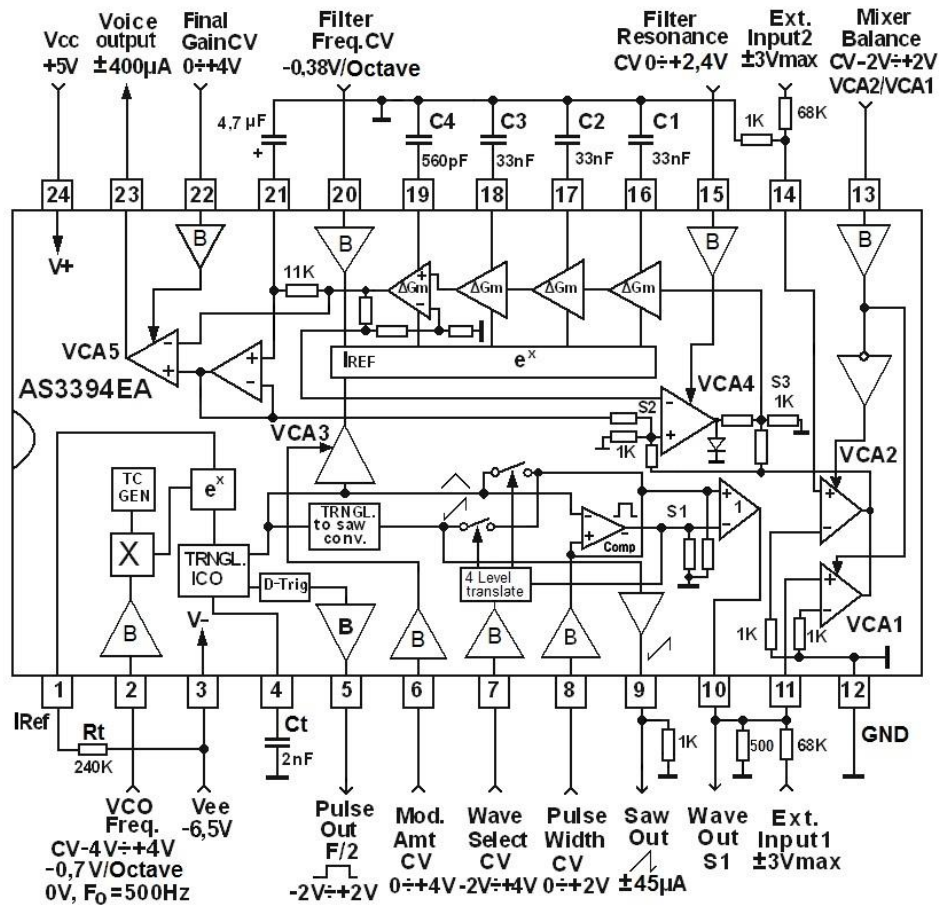 Vcc
+5V
Voice
output
±400µA
Final
GainCV
0÷+4V
Filter
Freq.CV
-0,38V/Octave
Filter
Resonance
CV 0÷+2,4V
Ext.
Input2
±3Vmax
Mixer
Balance
CV-2V÷+2V
VCA2/VCA1
4,7 µF
+
C4
560pF
C3
33nF
C2
33nF
C1
33nF
1K
68K
24
23
22
21
20
19
18
17
16
15
14
13
V+
B
B
B
B
11K
ΔGm
+
-
ΔGm
ΔGm
ΔGm
IREF
e^x
VCA5
-
+
+
-
AS3394EA
VCA4
-
+
S2
1K
S3
1K
VCA3
VCA2
+
-
TC
GEN
e^x
X
TRNGL.
ICO
TRNGL.
to saw
conv.
-
+
-
Comp
S1
+
-
1
D-Trig
4 Level
translate
+
-
VCA1
V-
B
B
B
B
B
1K
1K
1
2
3
4
5
6
7
8
9
10
11
12
IRef
Rt
240K
Ct
2nF
1K
500
68K
GND
VCO
Freq.
CV-4V÷+4V
-0,7V/Octave
0V, FO=500Hz
Vee
-6,5V
Pulse
Out
F/2
-2V÷+2V
Mod.
Amt
CV
0÷+4V
Wave
Select
CV
-2V÷+4V
Pulse
Width
CV
0÷+2V
Saw
Out
±45µA
Wave
Out
S1
Ext.
Input1
±3Vmax